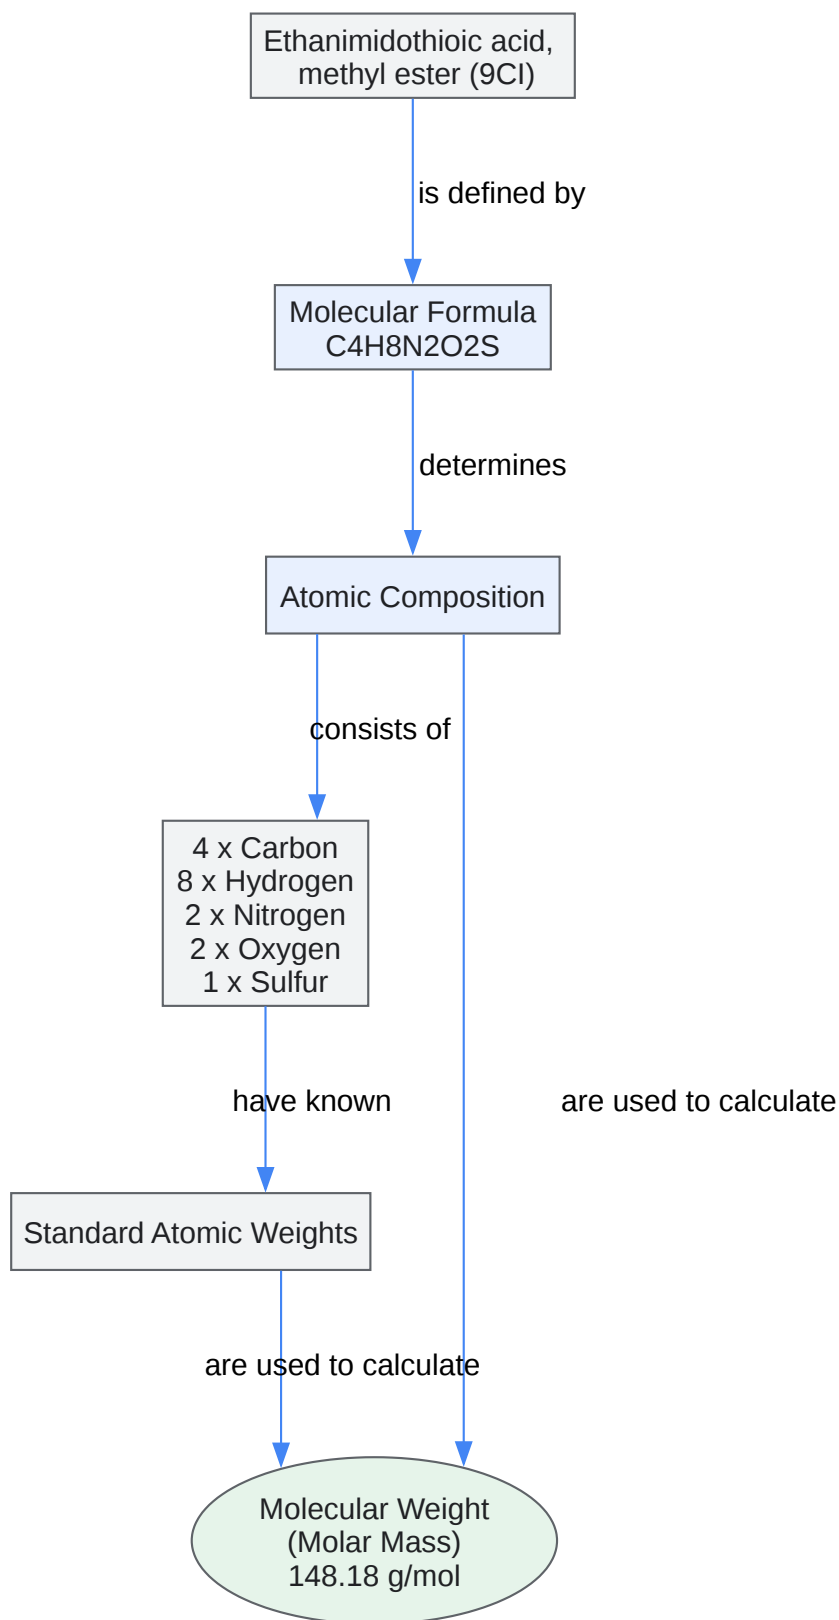 Ethanimidothioic acid,
methyl ester (9CI)
is defined by
Molecular Formula
C4H8N2O2S
determines
Atomic Composition
consists of
4 x Carbon
8 x Hydrogen
2 x Nitrogen
2 x Oxygen
1 x Sulfur
have known
are used to calculate
Standard Atomic Weights
are used to calculate
Molecular Weight
(Molar Mass)
148.18 g/mol